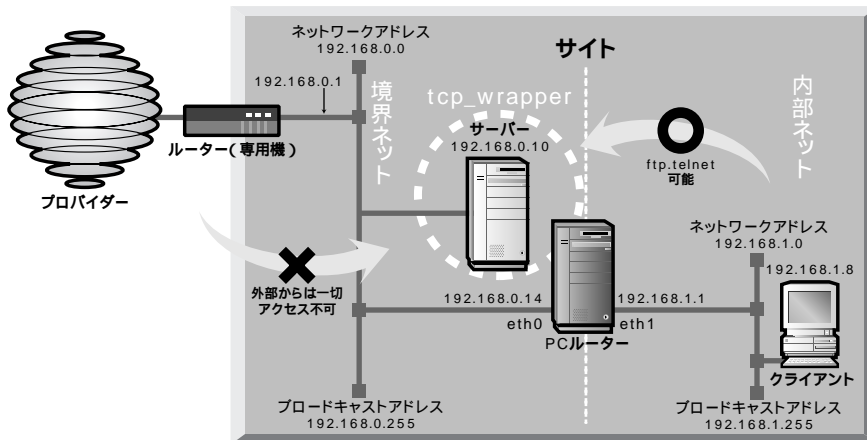 ネットワークアドレス
192.168.0.0
サイト
192.168.0.1
境界ネット
tcp_wrapper
サーバー
192.168.0.10
内部ネット
ルーター(専用機)
プロバイダー
ftp.telnet
可能
ネットワークアドレス
192.168.1.0
192.168.1.8
外部からは一切
アクセス不可
192.168.0.14
192.168.1.1
eth0
eth1
PCルーター
クライアント
ブロードキャストアドレス
192.168.0.255
ブロードキャストアドレス
192.168.1.255